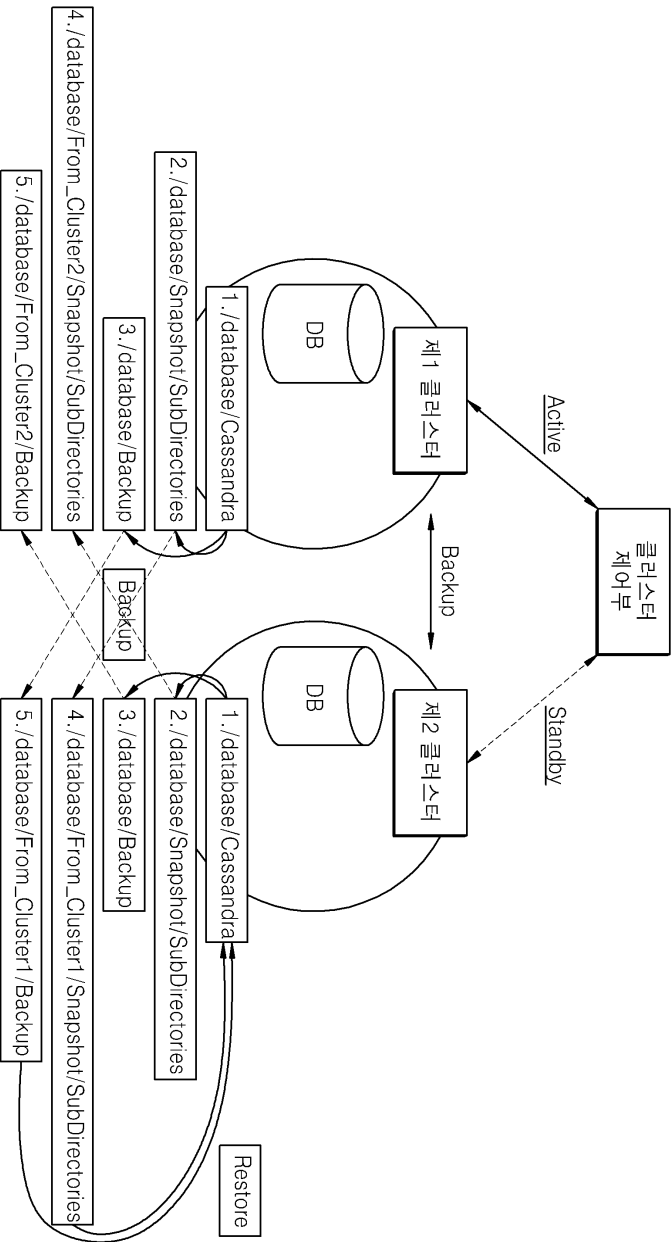 클러스터
제어부
Active
Standby
제1 클러스터
Backup
제2 클러스터
DB
DB
1./database/Cassandra
2./database/Snapshot/SubDirectories
3./database/Backup
4./database/From_Cluster2/Snapshot/SubDirectories
5./database/From_Cluster2/Backup
Backup
1./database/Cassandra
2./database/Snapshot/SubDirectories
3./database/Backup
4./database/From_Cluster1/Snapshot/SubDirectories
5./database/From_Cluster1/Backup
Restore